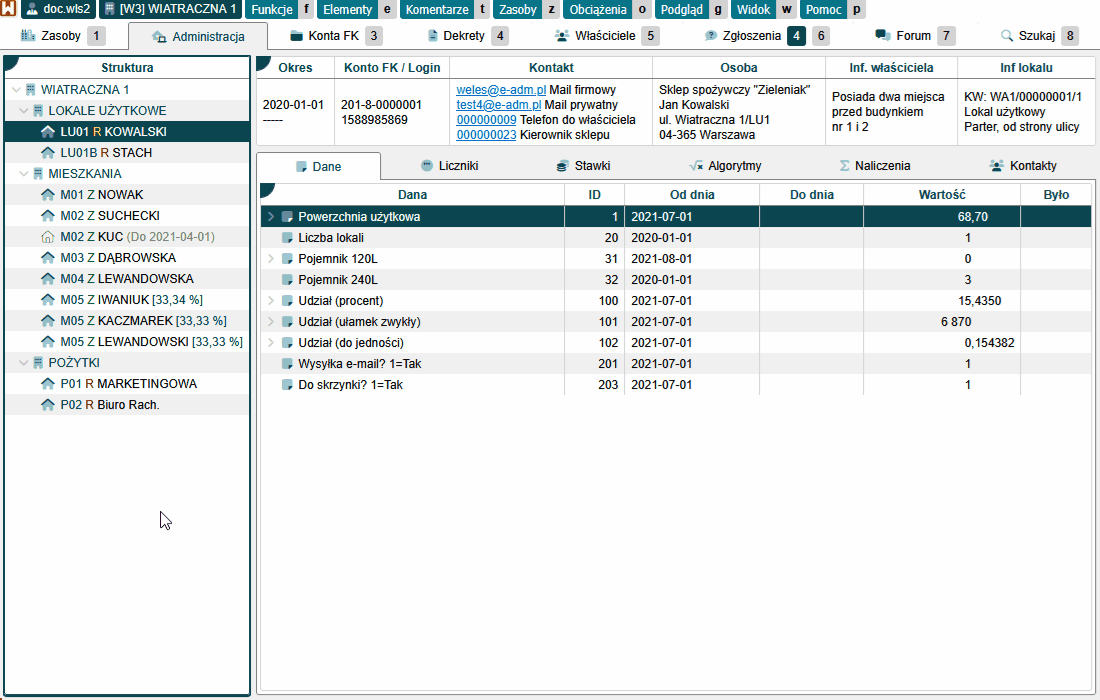 doc.wls2 [W3] WIATRACZNA 1 Funkcje f Elementy e Komentarze t Zasoby z Obciążenia o Podgląd g Widok w Pomoc p
Zasoby 1 Administracja Konta FK 3 Dekrety 4 Właściciele 5 Zgłoszenia 4 6 Forum 7 Szukaj 8
Struktura
WIATRACZNA 1
LOKALE UŻYTKOWE
LU01 R KOWALSKI
LU01B R STACH
MIESZKANIA
M01 Z NOWAK
M02 Z SUCHECKI
M02 Z KUC (Do 2021-04-01)
M03 Z DĄBROWSKA
M04 Z LEWANDOWSKA
M05 Z IWANIUK [33,34 %]
M05 Z KACZMAREK [33,33 %]
M05 Z LEWANDOWSKI [33,33 %]
POŻYTKI
P01 R MARKETINGOWA
P02 R Biuro Rach.
Okres Konto FK / Login Kontakt Osoba Inf. właściciela Inf lokalu
2020-01-01
-----
201-8-0000001
1588985869
weles@e-adm.pl Mail firmowy
test4@e-adm.pl Mail prywatny
000000009 Telefon do właściciela
000000023 Kierownik sklepu
Sklep spożywczy "Zieleniak"
Jan Kowalski
ul. Wiatraczna 1/LU1
04-365 Warszawa
Posiada dwa miejsca
przed budynkiem
nr 1 i 2
KW: WA1/00000001/1
Lokal użytkowy
Parter, od strony ulicy
Dane Liczniki Stawki Algorytmy Naliczenia Kontakty
Dana ID Od dnia Do dnia Wartość Było
Powerzchnia użytkowa 1 2021-07-01 68,70
Liczba lokali 20 2020-01-01 1
Pojemnik 120L 31 2021-08-01 0
Pojemnik 240L 32 2020-01-01 3
Udział (procent) 100 2021-07-01 15,4350
Udział (ułamek zwykły) 101 2021-07-01 6 870
Udział (do jedności) 102 2021-07-01 0,154382
Wysyłka e-mail? 1=Tak 201 2021-07-01 1
Do skrzynki? 1=Tak 203 2021-07-01 1